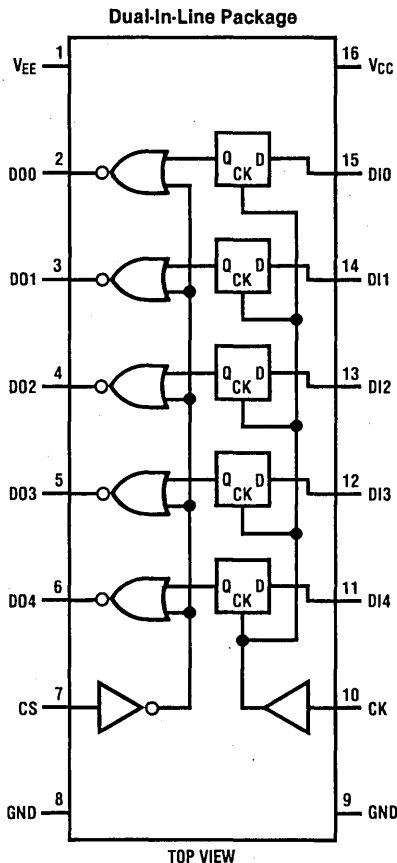 Dual-In-Line Package
1 16
VEE VCC
2 Q D 15
DO0 CK DI0
3 Q D 14
DO1 CK DI1
4 Q D 13
DO2 CK DI2
5 Q D 12
DO3 CK DI3
6 Q D 11
DO4 CK DI4
7 10
CS CK
8 9
GND GND
TOP VIEW